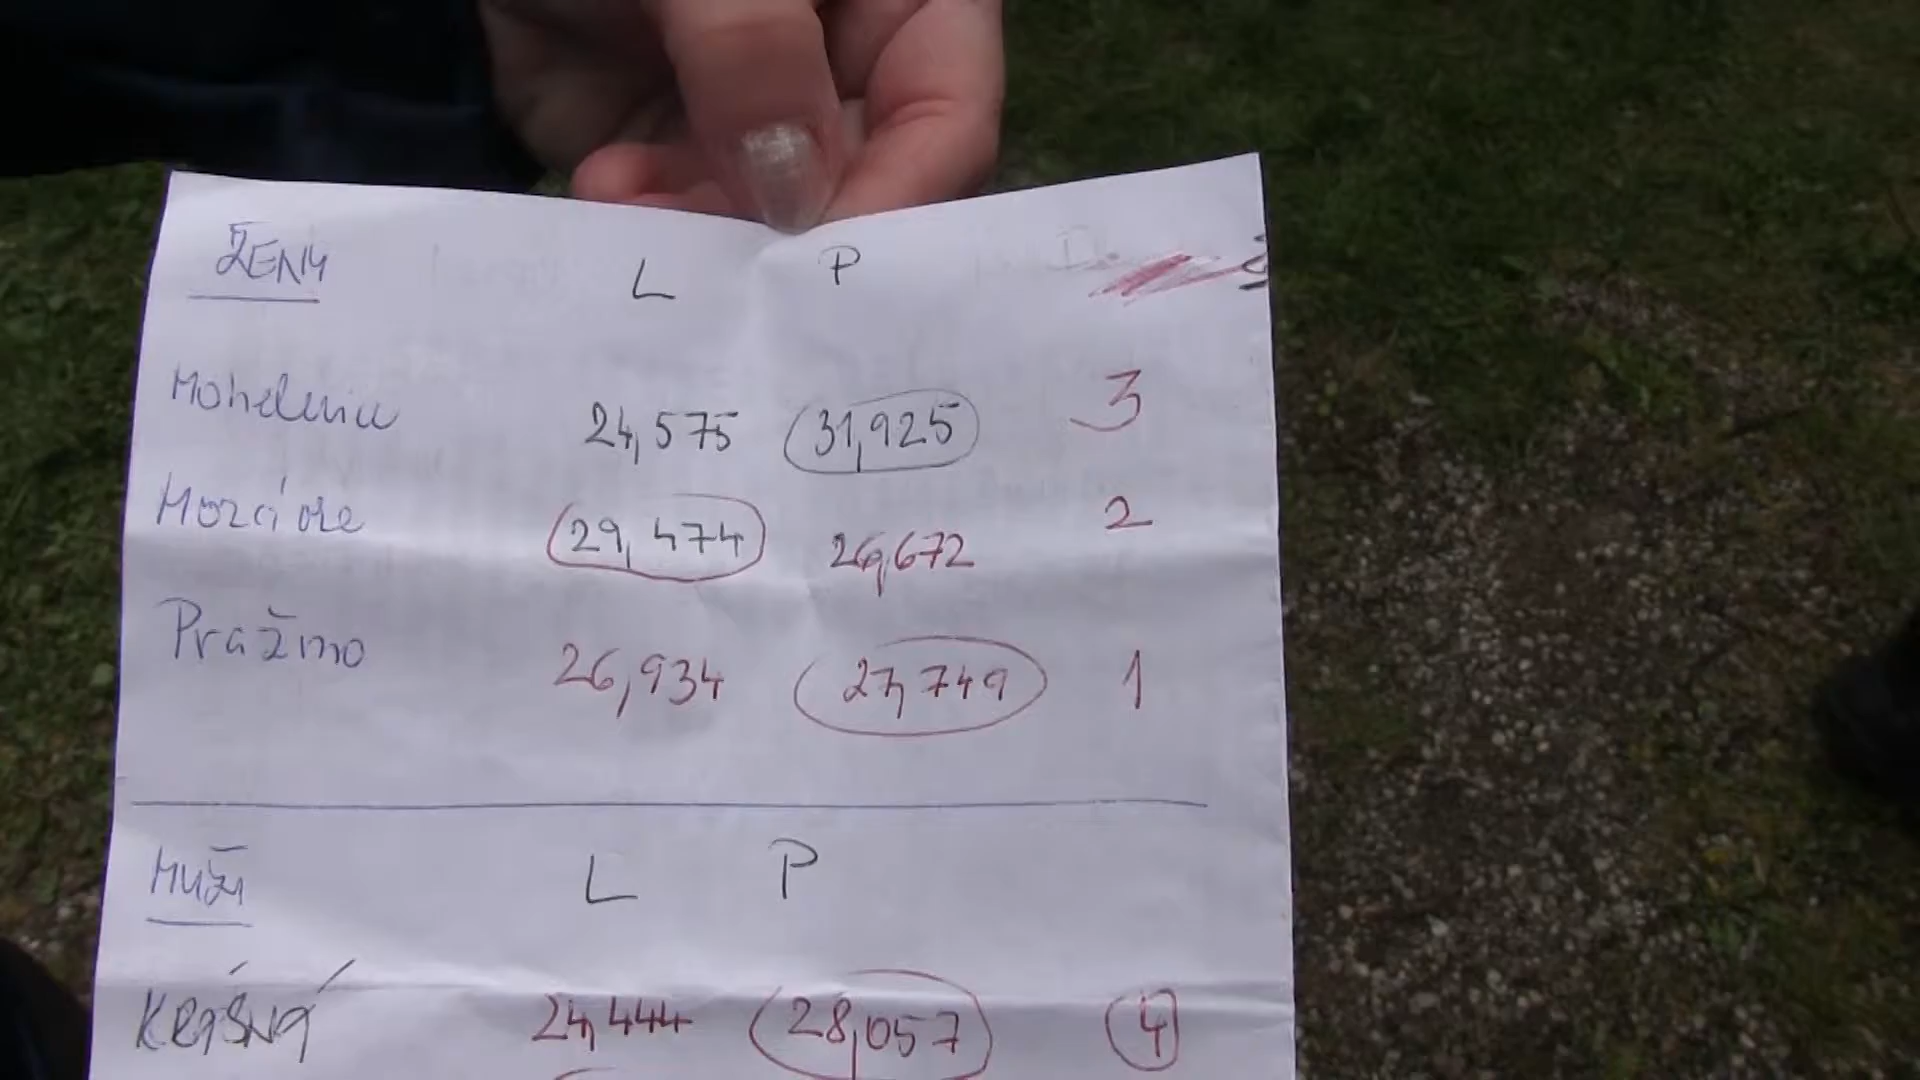 ŽENY L P
Mohelnice 24,575 31,925 3
29,474 26,672 2
Pražmo 26,934 27,749 1
MUŽI L P
KRÁSNÁ 24,444 28,057 4